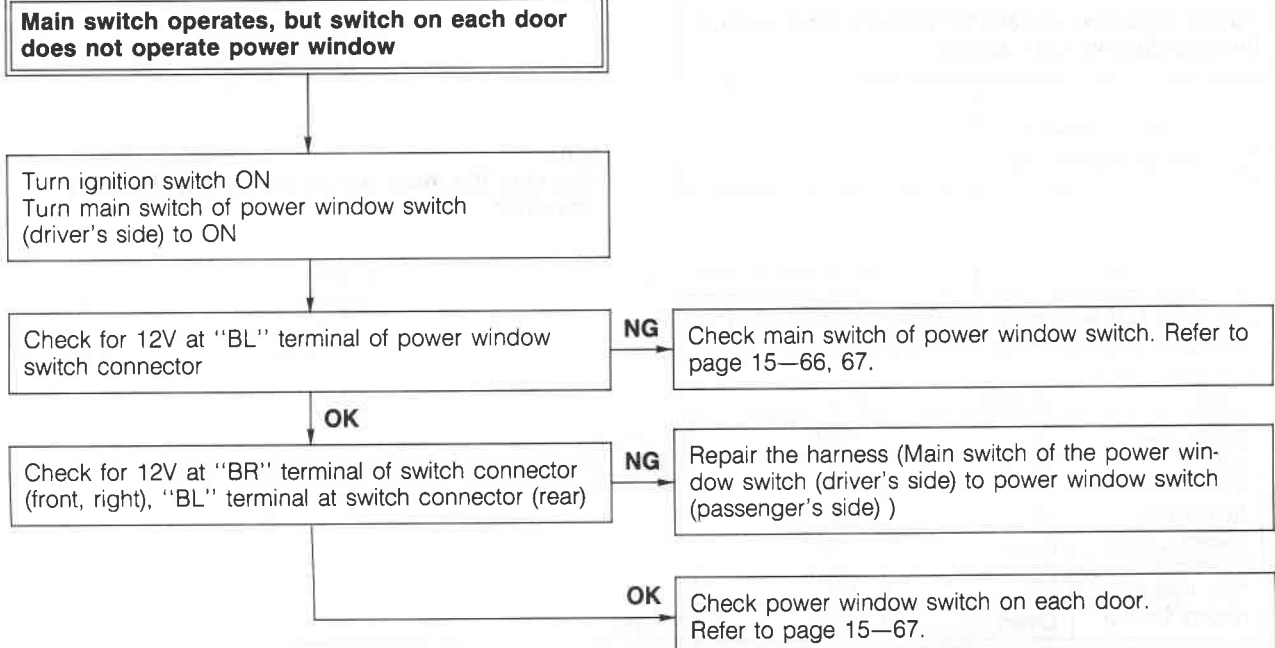 Main switch operates, but switch on each door
does not operate power window
Turn ignition switch ON
Turn main switch of power window switch
(driver's side) to ON
Check for 12V at "BL" terminal of power window
switch connector
NG
Check main switch of power window switch. Refer to
page 15—66, 67.
OK
Check for 12V at "BR" terminal of switch connector
(front, right), "BL" terminal at switch connector (rear)
NG
Repair the harness (Main switch of the power win-
dow switch (driver's side) to power window switch
(passenger's side) )
OK
Check power window switch on each door.
Refer to page 15—67.